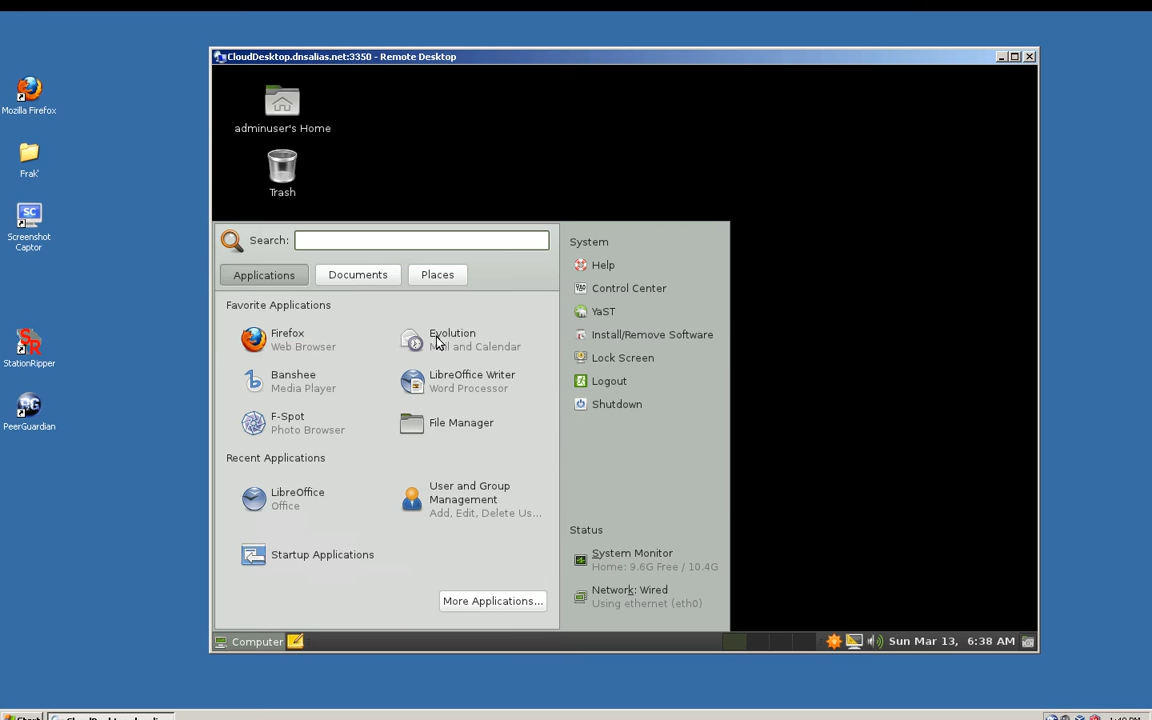 CloudDesktop.dnsalias.net:3350 - Remote Desktop
Mozilla Firefox
Frak'
SC
Screenshot
Captor
SR
StationRipper
PG
PeerGuardian
adminuser's Home
Trash
Search:
Applications
Documents
Places
Favorite Applications
Firefox
Web Browser
Evolution
Mail and Calendar
Banshee
Media Player
LibreOffice Writer
Word Processor
F-Spot
Photo Browser
File Manager
Recent Applications
LibreOffice
Office
User and Group
Management
Add, Edit, Delete Us...
Startup Applications
More Applications...
System
Help
Control Center
YaST
Install/Remove Software
Lock Screen
Logout
Shutdown
Status
System Monitor
Home: 9.6G Free / 10.4G
Network: Wired
Using ethernet (eth0)
Computer
Sun Mar 13, 6:38 AM
Start